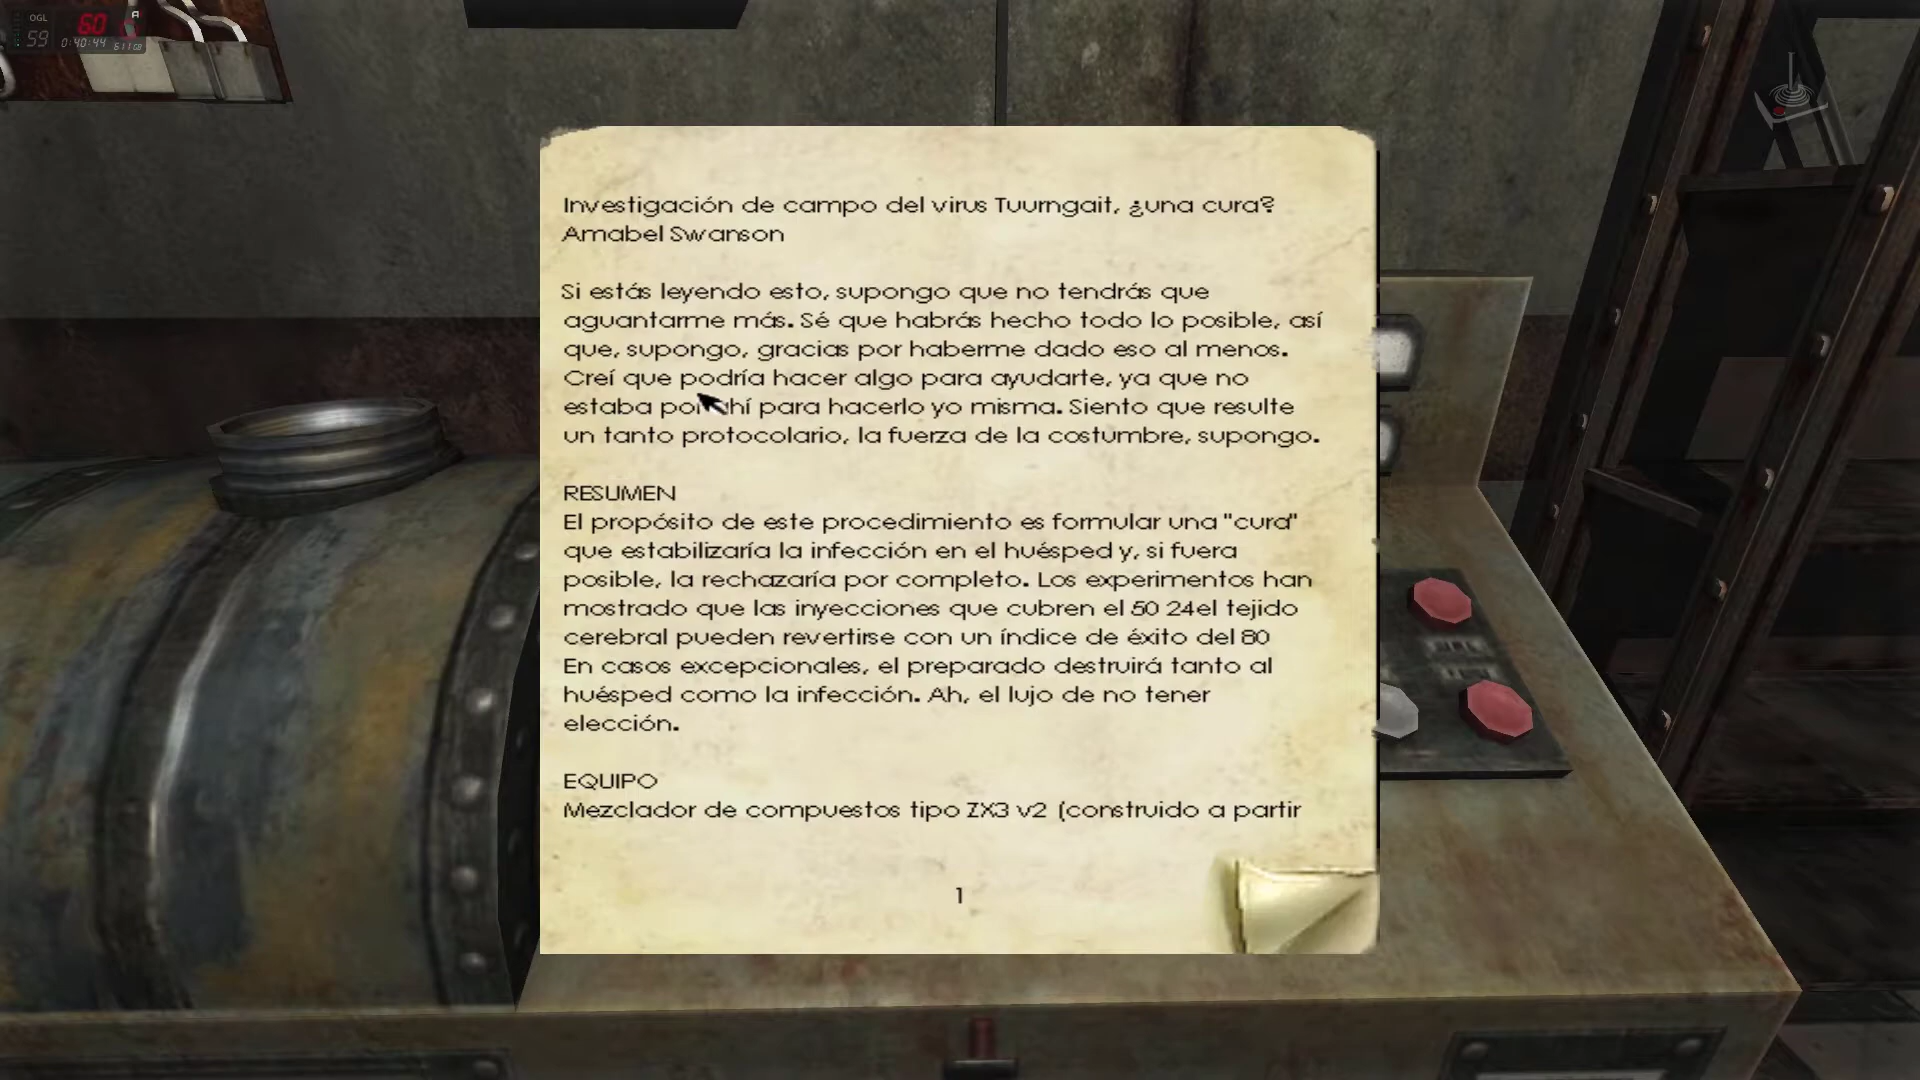 OGL
60
A
59
0:40:44
Investigación de campo del virus Tuurngait, ¿una cura?
Amabel Swanson
Si estás leyendo esto, supongo que no tendrás que
aguantarme más. Sé que habrás hecho todo lo posible, así
que, supongo, gracias por haberme dado eso al menos.
Creí que podría hacer algo para ayudarte, ya que no
estaba por ahí para hacerlo yo misma. Siento que resulte
un tanto protocolario, la fuerza de la costumbre, supongo.
RESUMEN
El propósito de este procedimiento es formular una "cura"
que estabilizaría la infección en el huésped y, si fuera
posible, la rechazaría por completo. Los experimentos han
mostrado que las inyecciones que cubren el 50 24el tejido
cerebral pueden revertirse con un índice de éxito del 80
En casos excepcionales, el preparado destruirá tanto al
huésped como la infección. Ah, el lujo de no tener
elección.
EQUIPO
Mezclador de compuestos tipo ZX3 v2 (construido a partir
1